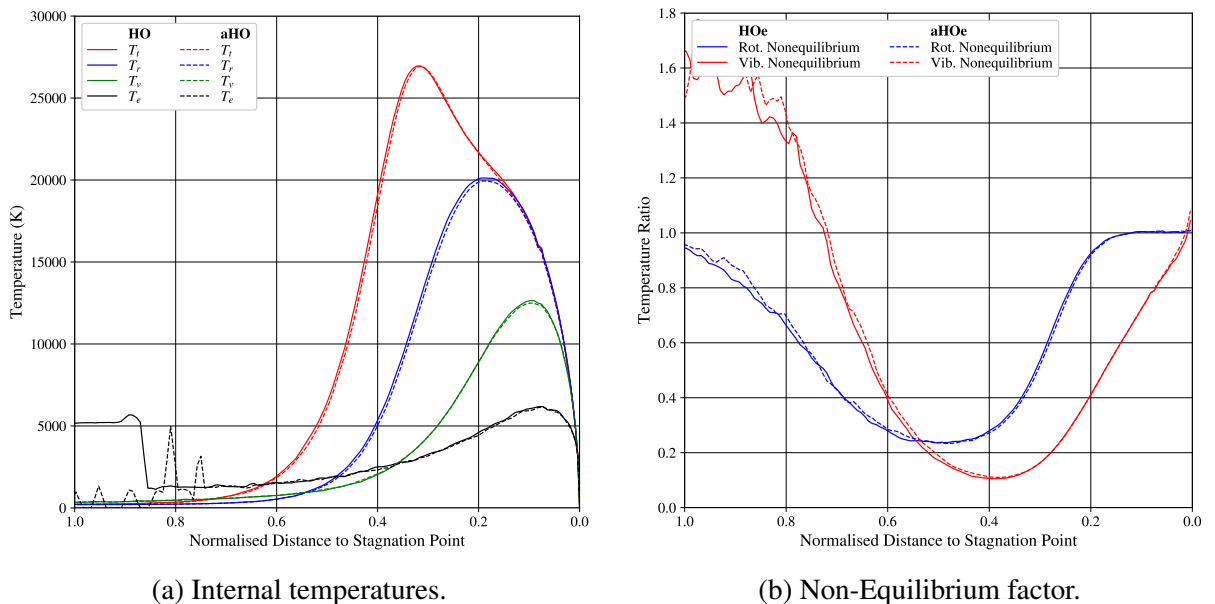 HO aHO
T_t T_t
T_r T_r
T_v T_v
T_e T_e
30000
25000
20000
15000
10000
5000
0
Temperature (K)
1.0 0.8 0.6 0.4 0.2 0.0
Normalised Distance to Stagnation Point
(a) Internal temperatures.
HOe aHOe
Rot. Nonequilibrium Rot. Nonequilibrium
Vib. Nonequilibrium Vib. Nonequilibrium
1.8
1.6
1.4
1.2
1.0
0.8
0.6
0.4
0.2
0.0
Temperature Ratio
1.0 0.8 0.6 0.4 0.2 0.0
Normalised Distance to Stagnation Point
(b) Non-Equilibrium factor.